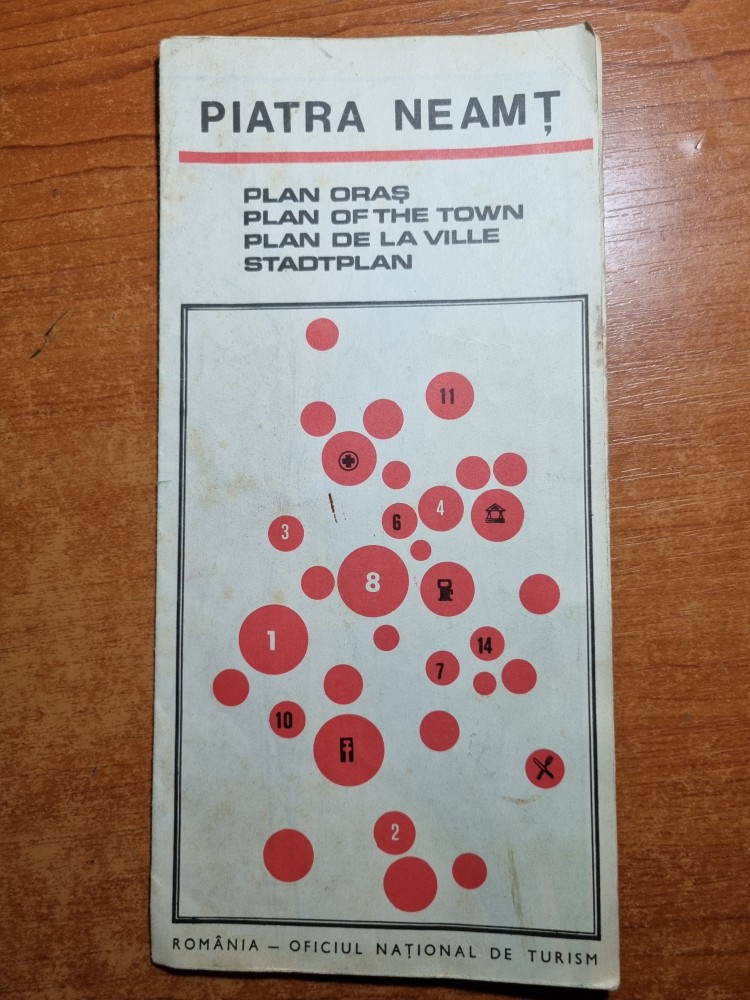 PIATRA NEAMȚ
PLAN ORAȘ
PLAN OF THE TOWN
PLAN DE LA VILLE
STADTPLAN
11
4
6
3
8
1
14
7
10
2
ROMÂNIA — OFICIUL NAȚIONAL DE TURISM